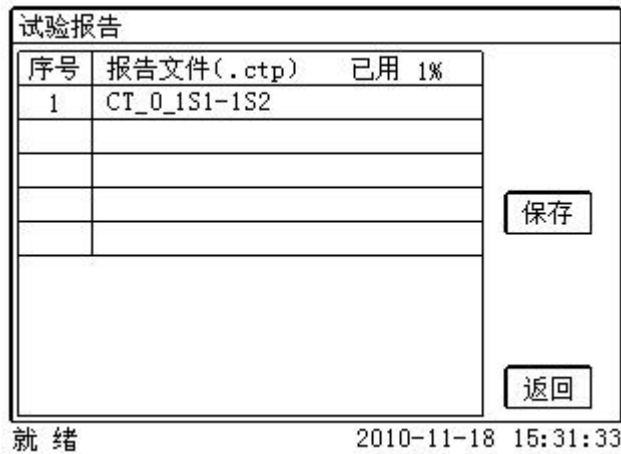 试验报告
序号 报告文件(.ctp) 已用 1%
1 CT_0_1S1-1S2
保存
返回
就 绪 2010-11-18 15:31:33